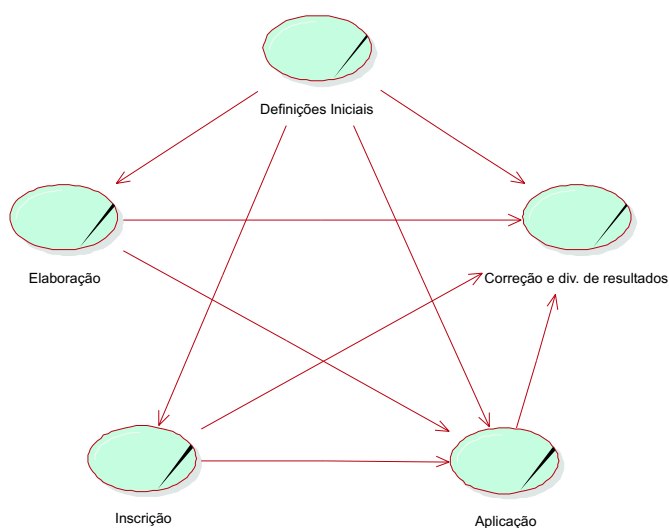 Definições Iniciais
Elaboração
Correção e div. de resultados
Inscrição
Aplicação